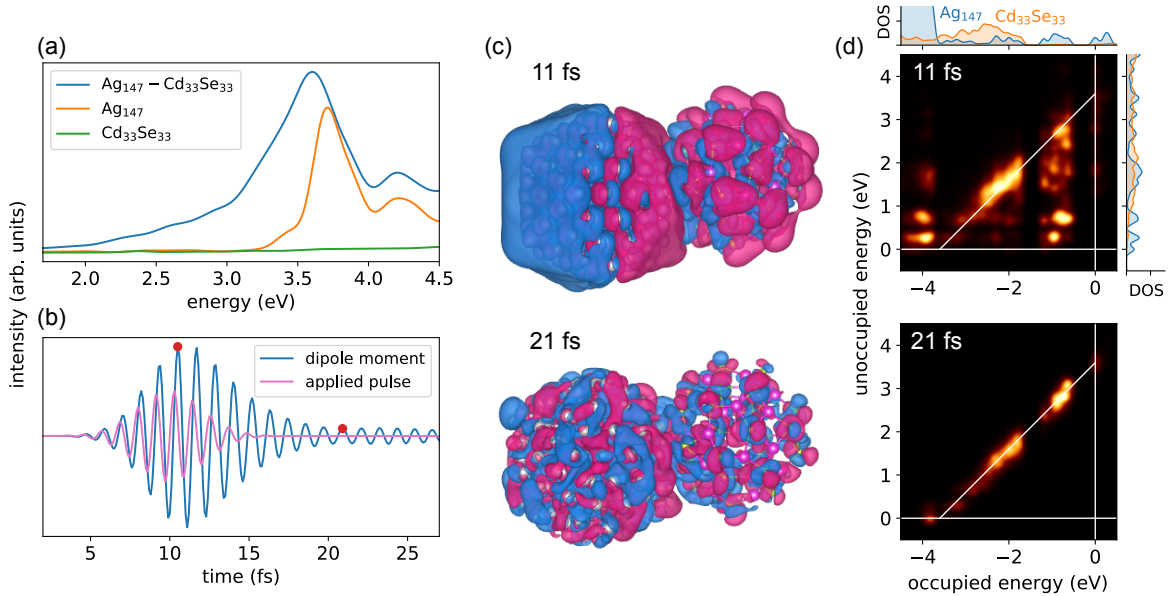 (a)
Ag₁₄₇ − Cd₃₃Se₃₃
Ag₁₄₇
Cd₃₃Se₃₃
2.0 2.5 3.0 3.5 4.0 4.5
energy (eV)
intensity (arb. units)
(b)
dipole moment
applied pulse
5 10 15 20 25
time (fs)
(c)
11 fs
21 fs
(d)
DOS
Ag₁₄₇ Cd₃₃Se₃₃
11 fs
4
3
2
1
0
−4 −2 0
DOS
unoccupied energy (eV)
21 fs
4
3
2
1
0
−4 −2 0
occupied energy (eV)